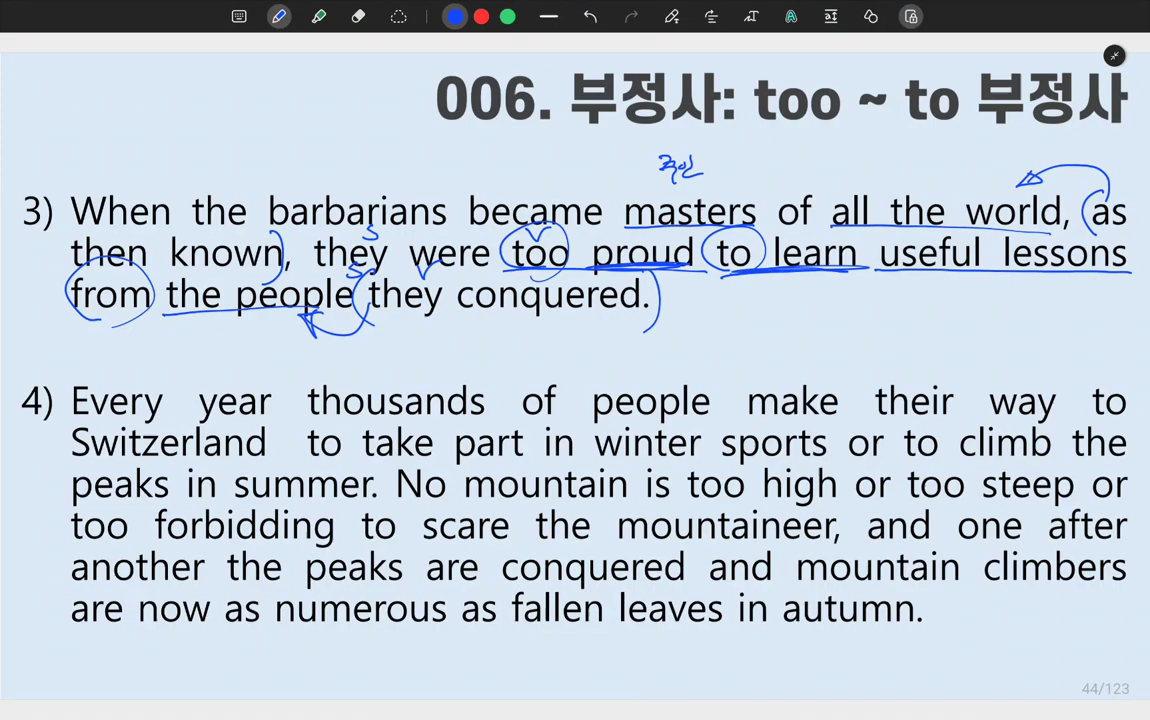 006. 부정사: too ~ to 부정사
주인
3) When the barbarians became masters of all the world, as
then known, they were too proud to learn useful lessons
from the people they conquered.
s
v
s
v
4) Every year thousands of people make their way to
Switzerland to take part in winter sports or to climb the
peaks in summer. No mountain is too high or too steep or
too forbidding to scare the mountaineer, and one after
another the peaks are conquered and mountain climbers
are now as numerous as fallen leaves in autumn.
44/123